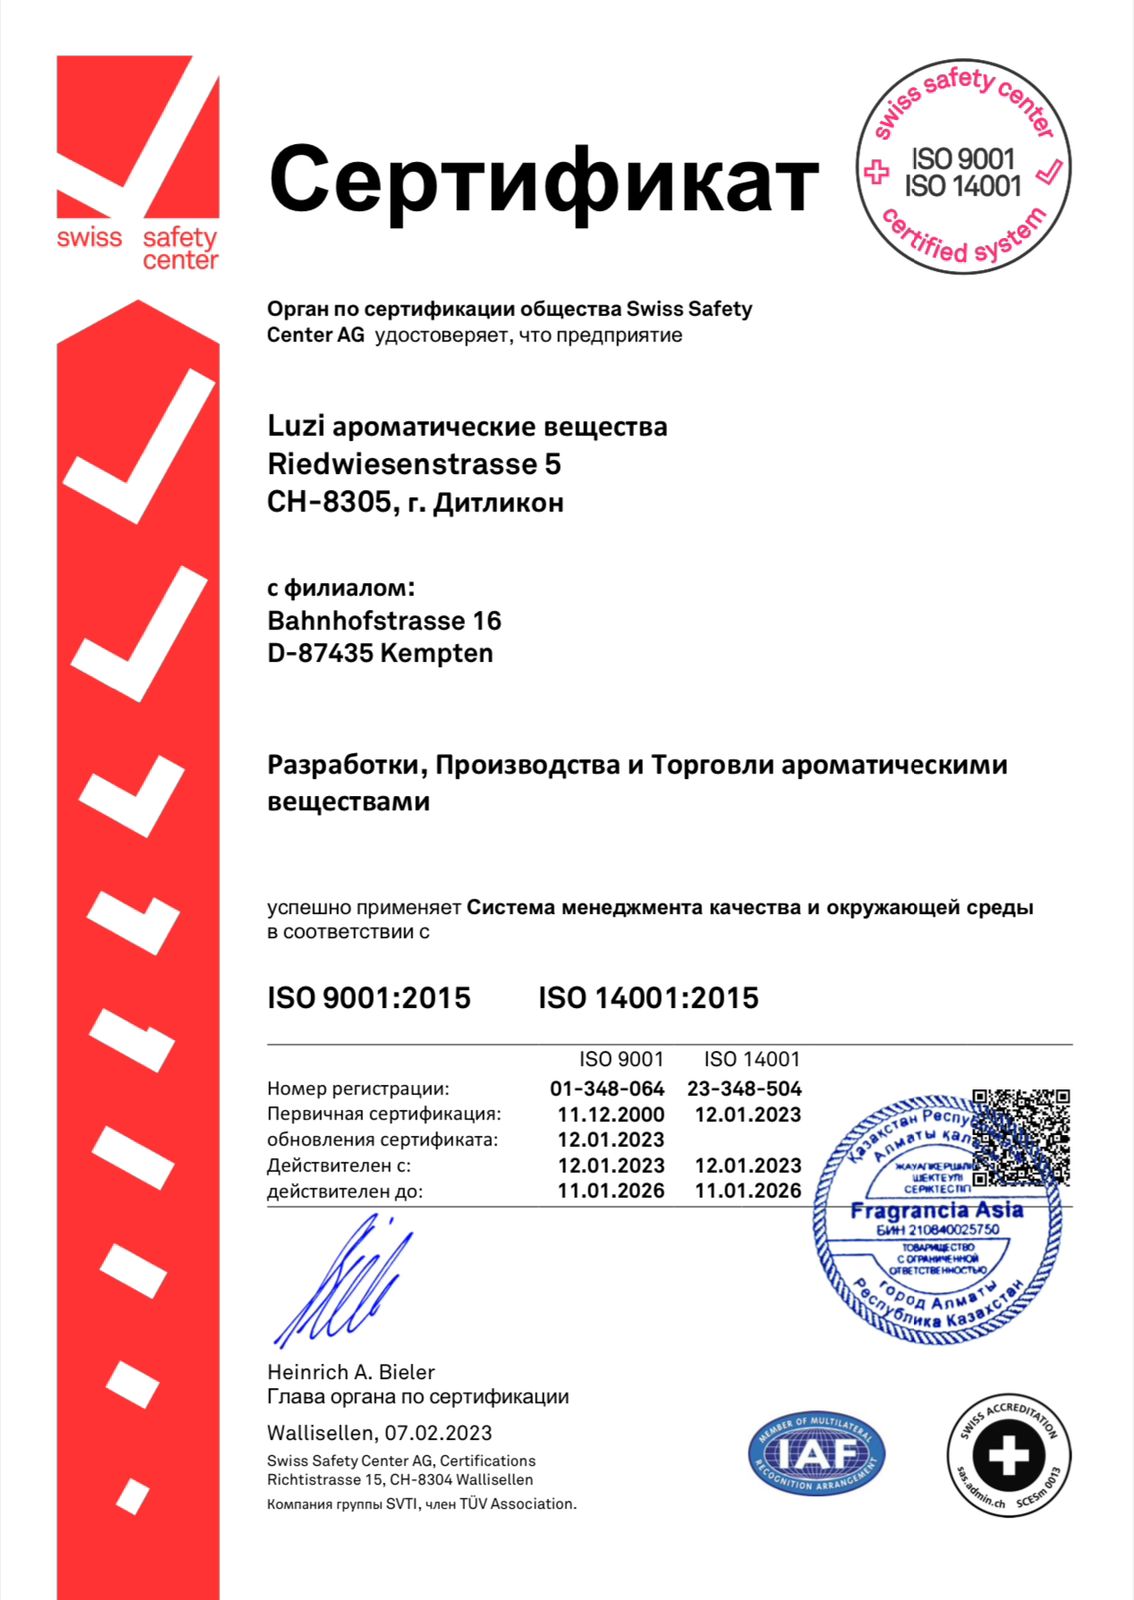 swiss safety
center
Сертификат
swiss safety center
ISO 9001
ISO 14001
certified system
Орган по сертификации общества Swiss Safety
Center AG удостоверяет, что предприятие
Luzi ароматические вещества
Riedwiesenstrasse 5
CH-8305, г. Дитликон
с филиалом:
Bahnhofstrasse 16
D-87435 Kempten
Разработки, Производства и Торговли ароматическими
веществами
успешно применяет Система менеджмента качества и окружающей среды
в соответствии с
ISO 9001:2015 ISO 14001:2015
ISO 9001 ISO 14001
Номер регистрации: 01-348-064 23-348-504
Первичная сертификация: 11.12.2000 12.01.2023
обновления сертификата: 12.01.2023
Действителен с: 12.01.2023 12.01.2023
действителен до: 11.01.2026 11.01.2026
Қазақстан Республикасы
Алматы қаласы
ЖАУАПКЕРШІЛІГІ
ШЕКТЕУЛІ
СЕРІКТЕСТІГІ
Fragrancia Asia
БИН 210840025750
ТОВАРИЩЕСТВО
С ОГРАНИЧЕННОЙ
ОТВЕТСТВЕННОСТЬЮ
город Алматы
Республика Казахстан
Heinrich A. Bieler
Глава органа по сертификации
Wallisellen, 07.02.2023
Swiss Safety Center AG, Certifications
Richtistrasse 15, CH-8304 Wallisellen
Компания группы SVTI, член TÜV Association.
MEMBER OF MULTILATERAL
IAF
RECOGNITION ARRANGEMENT
SWISS ACCREDITATION
sas.admin.ch SCESm 0013